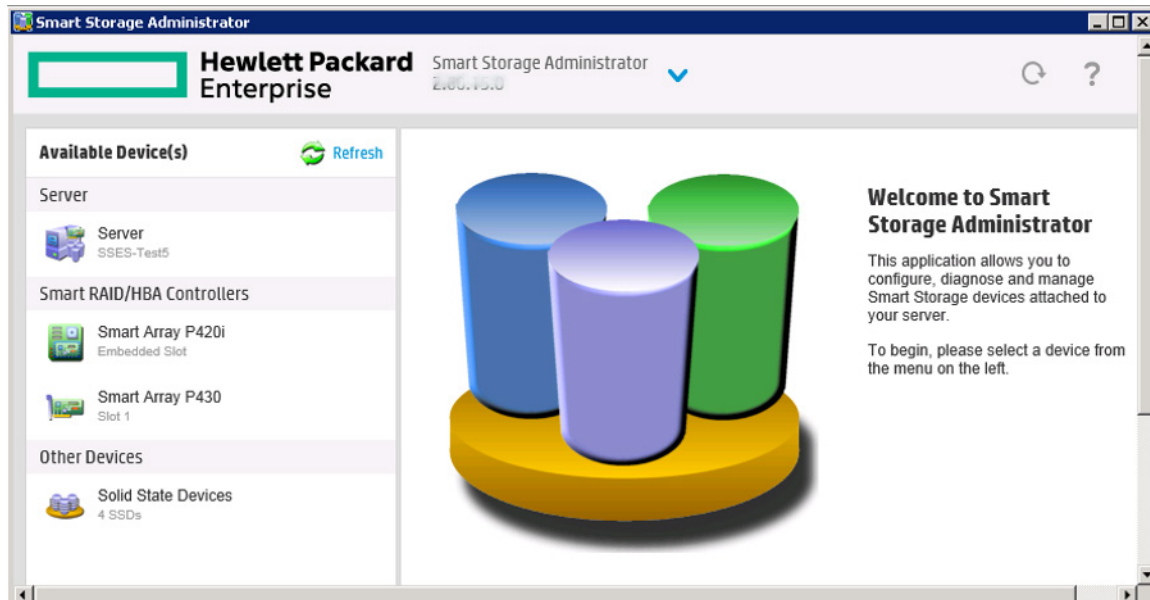 Smart Storage Administrator
Hewlett Packard
Enterprise
Smart Storage Administrator
?
Available Device(s)
Refresh
Server
Server
SSES-Test5
Smart RAID/HBA Controllers
Smart Array P420i
Embedded Slot
Smart Array P430
Slot 1
Other Devices
Solid State Devices
4 SSDs
Welcome to Smart
Storage Administrator
This application allows you to
configure, diagnose and manage
Smart Storage devices attached to
your server.
To begin, please select a device from
the menu on the left.